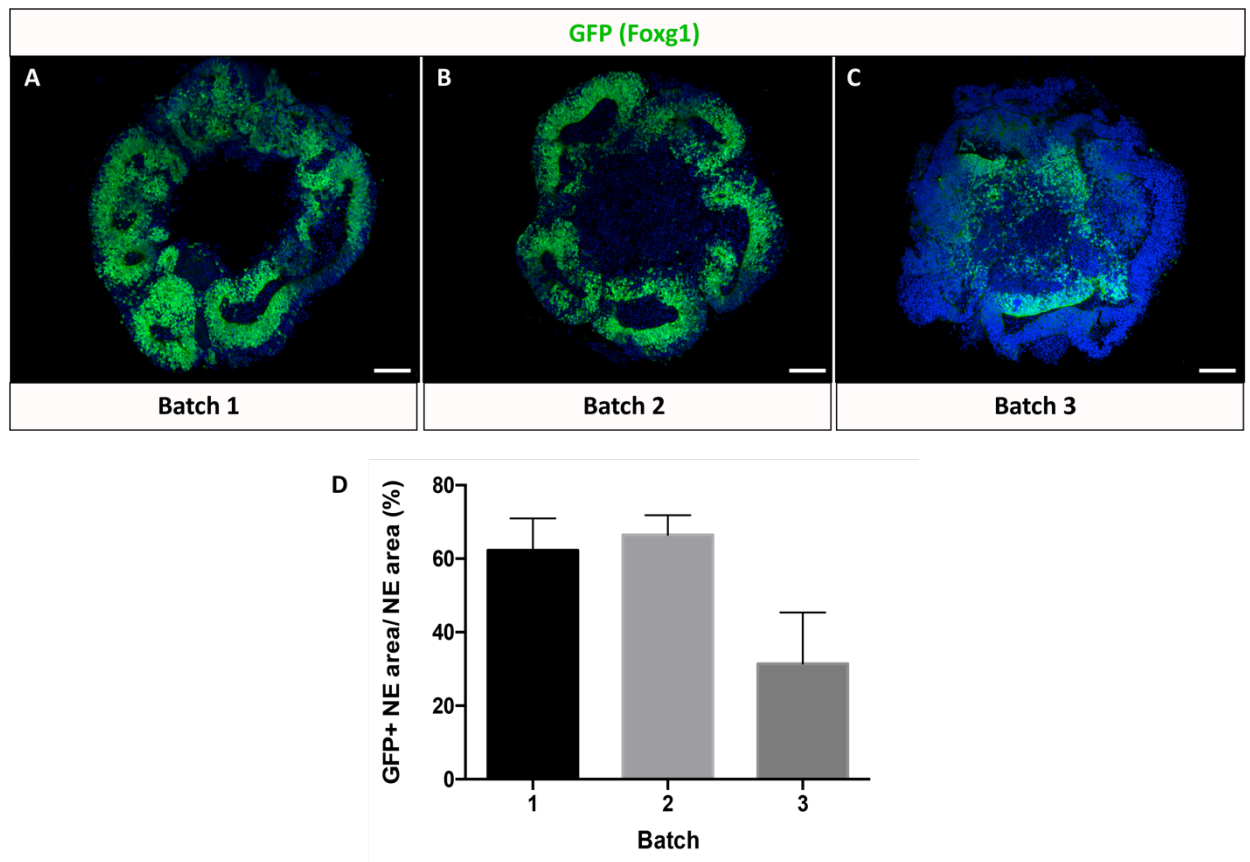 GFP (Foxg1)
A
B
C
Batch 1
Batch 2
Batch 3
D
GFP+ NE area/ NE area (%)
80
60
40
20
0
1
2
3
Batch